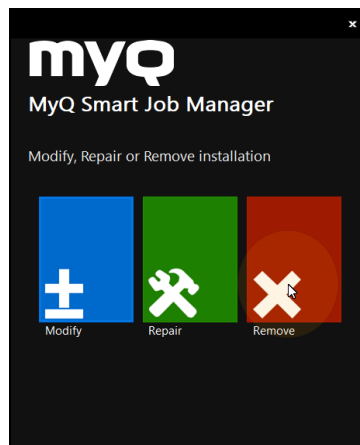 myQ
MyQ Smart Job Manager
Modify, Repair or Remove installation
Modify
Repair
Remove